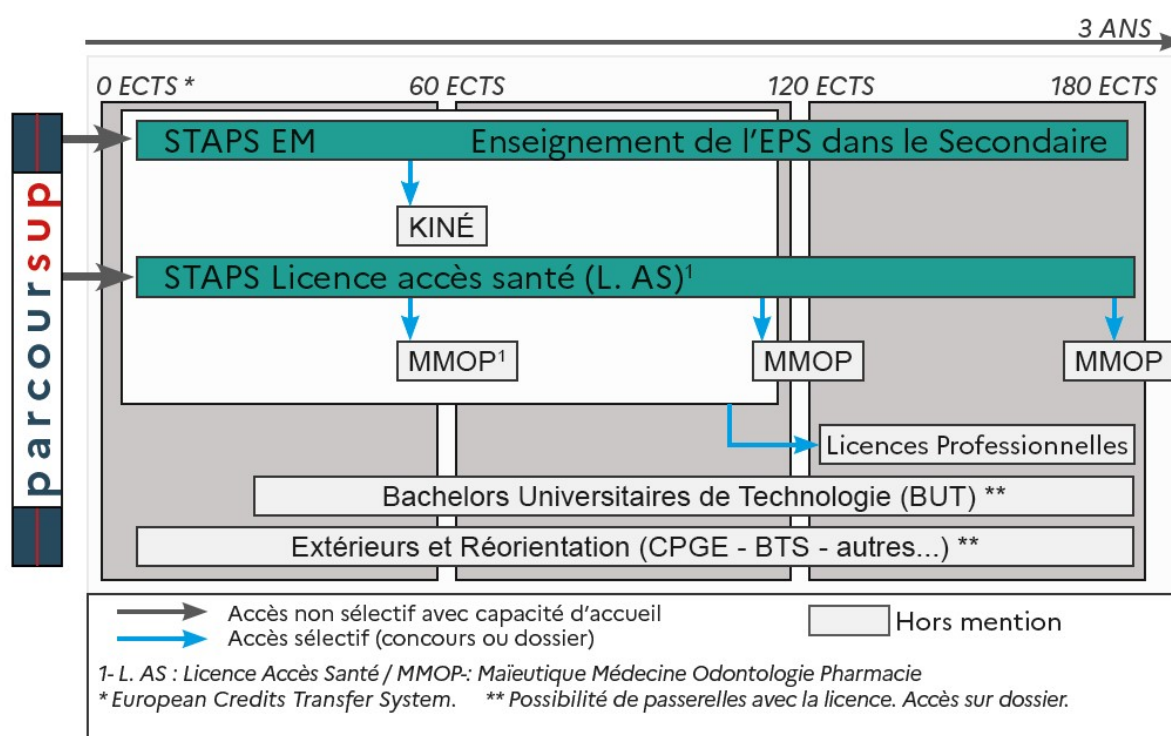 3 ANS
0 ECTS * 60 ECTS 120 ECTS 180 ECTS
parcoursup
STAPS EM Enseignement de l'EPS dans le Secondaire
KINÉ
STAPS Licence accès santé (L. AS)¹
MMOP¹ MMOP MMOP
Licences Professionnelles
Bachelors Universitaires de Technologie (BUT) **
Extérieurs et Réorientation (CPGE - BTS - autres...) **
Accès non sélectif avec capacité d'accueil
Accès sélectif (concours ou dossier)
Hors mention
1- L. AS : Licence Accès Santé / MMOP-: Maïeutique Médecine Odontologie Pharmacie
* European Credits Transfer System. ** Possibilité de passerelles avec la licence. Accès sur dossier.